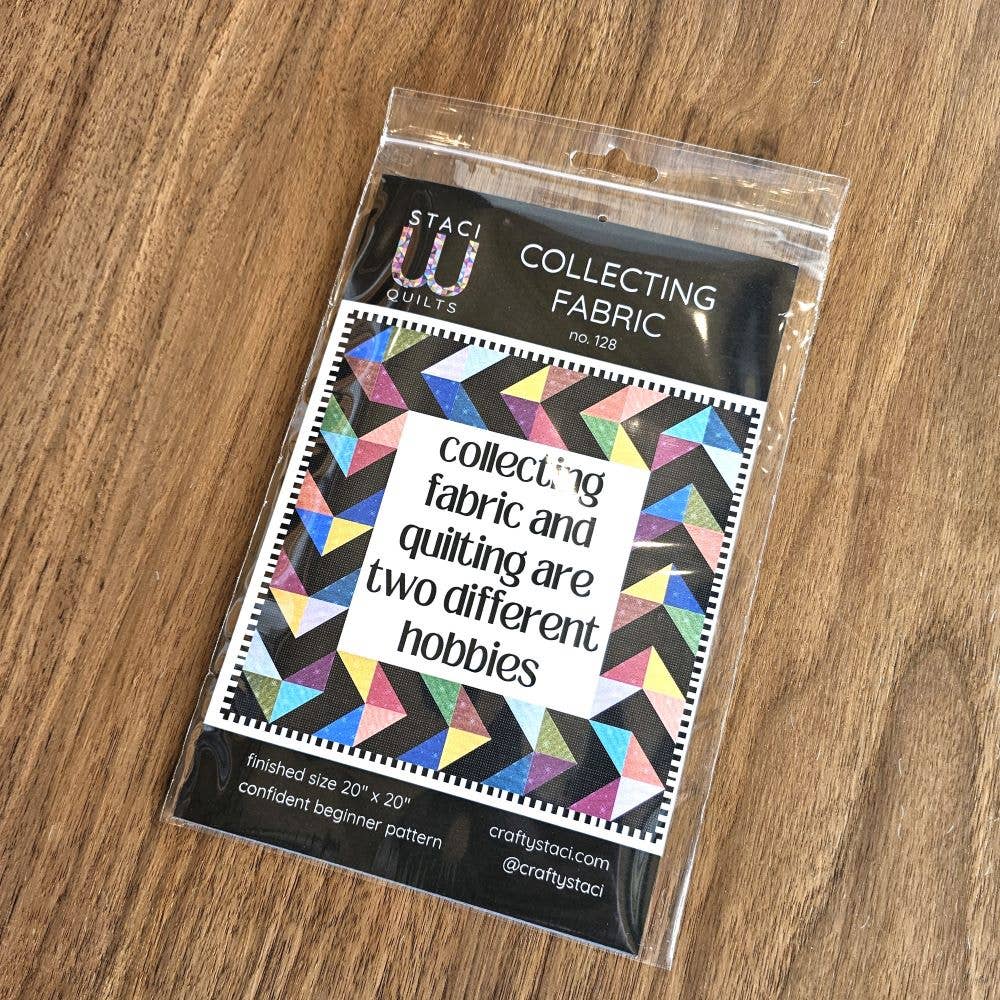 STACI
W
QUILTS
COLLECTING
FABRIC
no. 128
collecting
fabric and
quilting are
two different
hobbies
finished size 20" x 20"
confident beginner pattern
craftystaci.com
@craftystaci